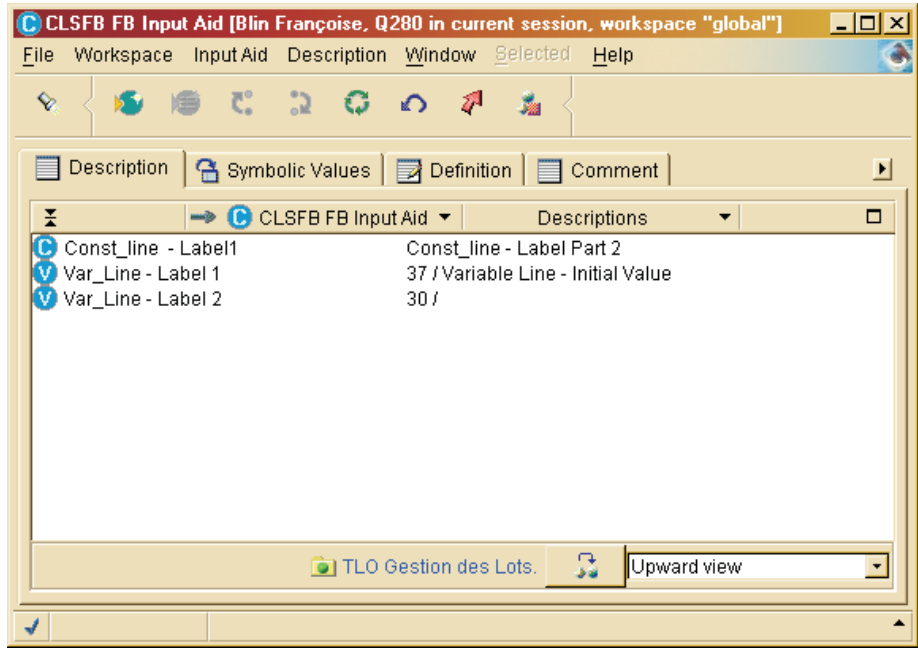 C CLSFB FB Input Aid [Blin Françoise, Q280 in current session, workspace "global"]
File Workspace Input Aid Description Window Selected Help
Description Symbolic Values Definition Comment
C CLSFB FB Input Aid Descriptions
C Const_line - Label1 Const_line - Label Part 2
V Var_Line - Label 1 37 / Variable Line - Initial Value
V Var_Line - Label 2 30 /
TLO Gestion des Lots. Upward view